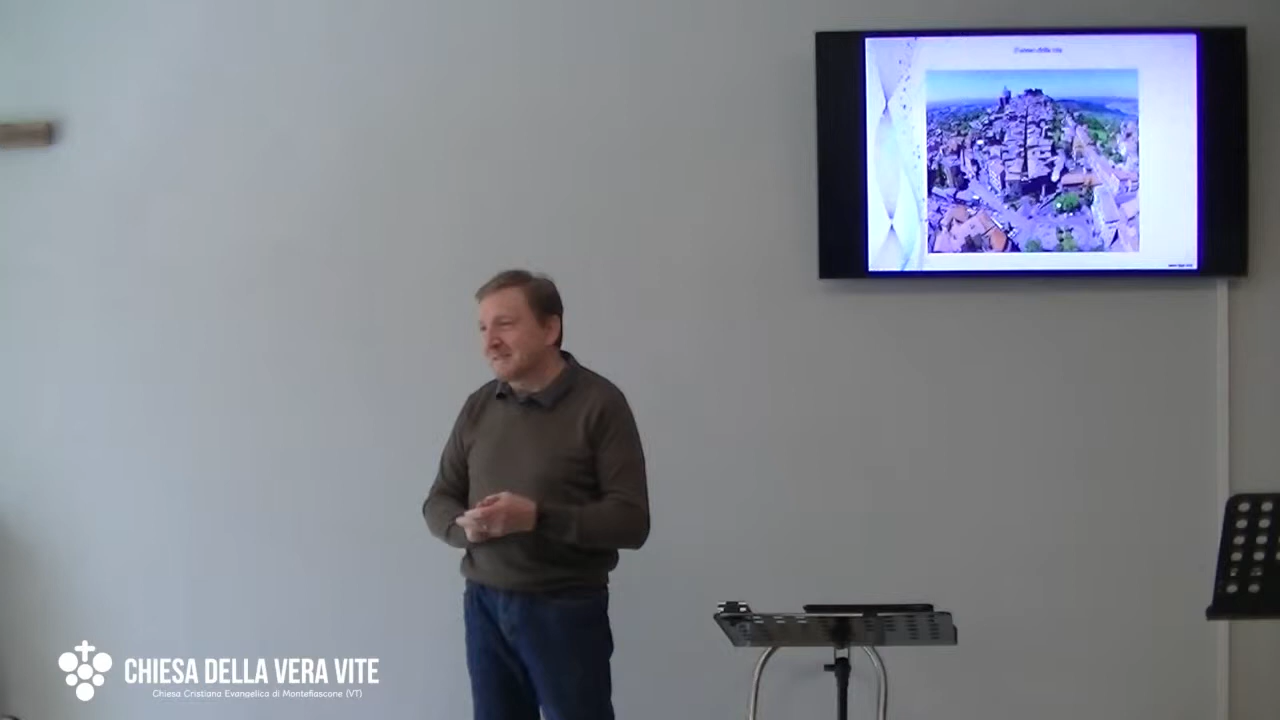 CHIESA DELLA VERA VITE
Chiesa Cristiana Evangelica di Montefiascone (VT)